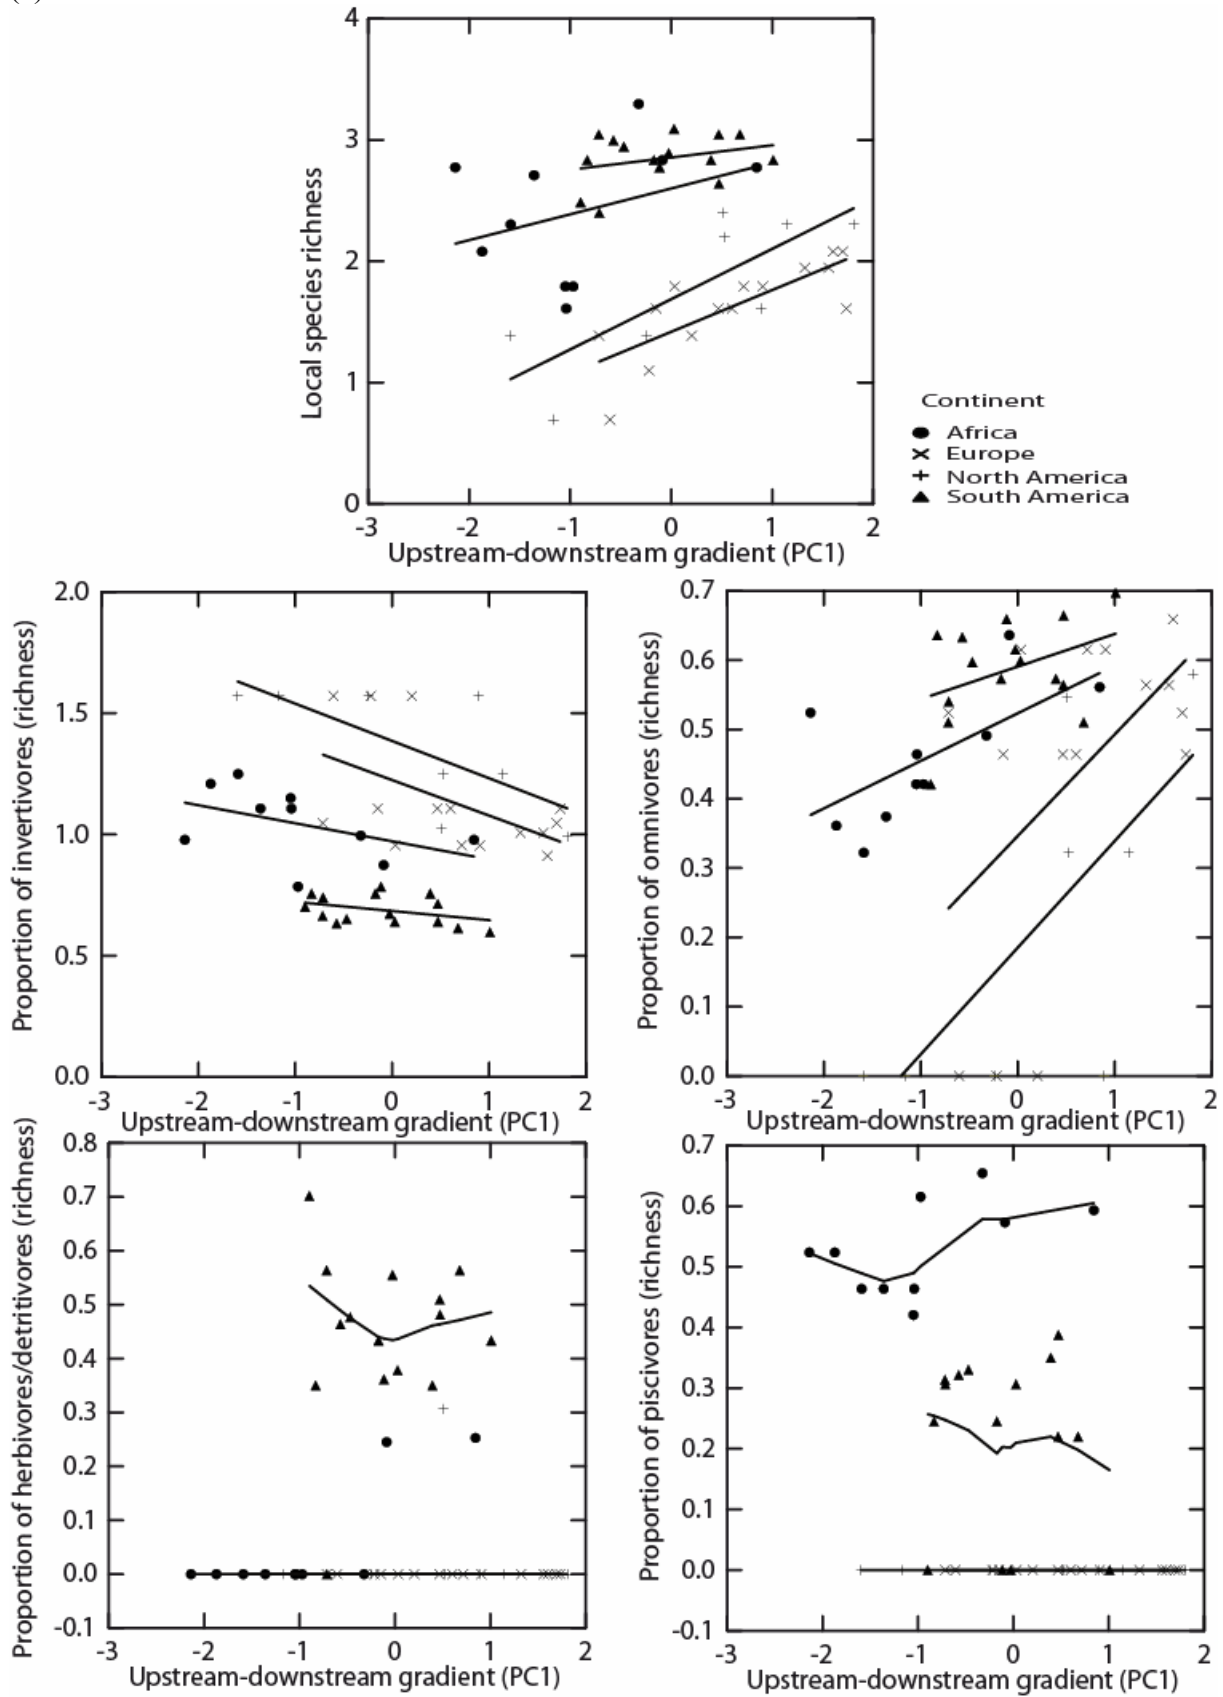 4
3
2
1
0
Local species richness
-3 -2 -1 0 1 2
Upstream-downstream gradient (PC1)
Continent
Africa
Europe
North America
South America
2.0
1.5
1.0
0.5
0.0
Proportion of invertivores (richness)
-3 -2 -1 0 1 2
Upstream-downstream gradient (PC1)
0.7
0.6
0.5
0.4
0.3
0.2
0.1
0.0
Proportion of omnivores (richness)
-3 -2 -1 0 1 2
Upstream-downstream gradient (PC1)
0.8
0.7
0.6
0.5
0.4
0.3
0.2
0.1
0.0
-0.1
Proportion of herbivores/detritivores (richness)
-3 -2 -1 0 1 2
Upstream-downstream gradient (PC1)
0.7
0.6
0.5
0.4
0.3
0.2
0.1
0.0
-0.1
Proportion of piscivores (richness)
-3 -2 -1 0 1 2
Upstream-downstream gradient (PC1)